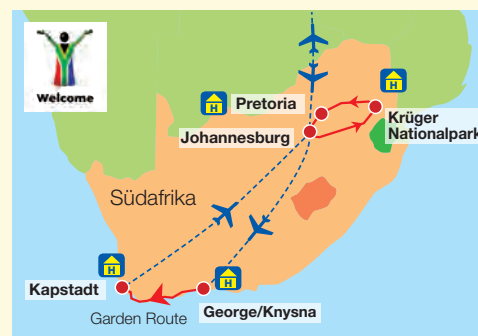 Welcome
H
H
Pretoria
Johannesburg
Krüger
Nationalpark
Südafrika
H
H
Kapstadt
George/Knysna
Garden Route